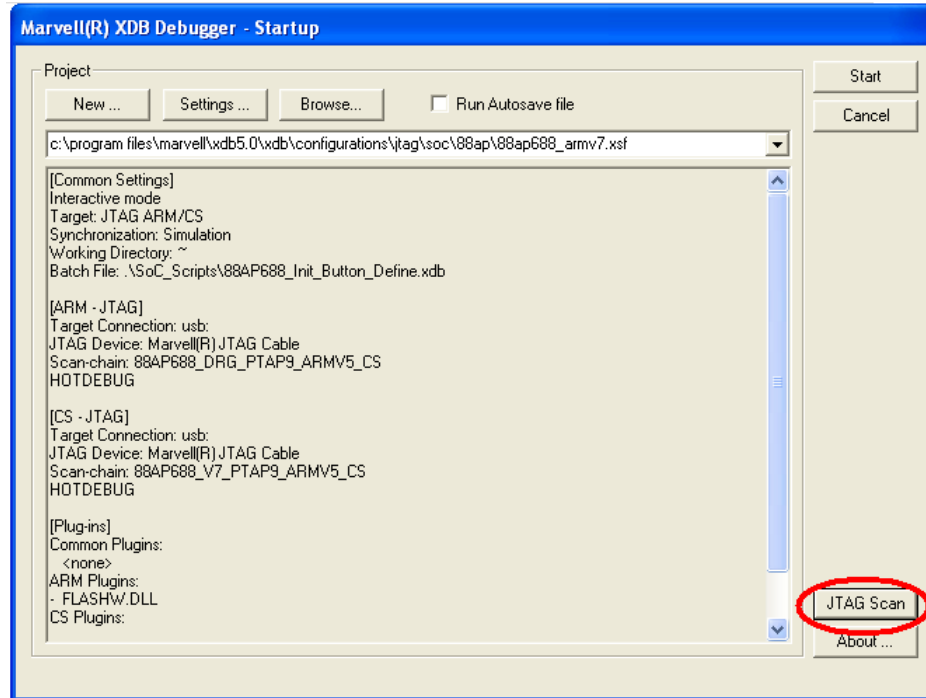 Marvell(R) XDB Debugger - Startup
Project
New ...
Settings ...
Browse...
Run Autosave file
Start
Cancel
c:\program files\marvell\xdb5.0\xdb\configurations\jtag\soc\88ap\88ap688_armv7.xsf
[Common Settings]
Interactive mode
Target: JTAG ARM/CS
Synchronization: Simulation
Working Directory: ~
Batch File: .\SoC_Scripts\88AP688_Init_Button_Define.xdb
[ARM - JTAG]
Target Connection: usb:
JTAG Device: Marvell(R) JTAG Cable
Scan-chain: 88AP688_DRG_PTAP9_ARMV5_CS
HOTDEBUG
[CS - JTAG]
Target Connection: usb:
JTAG Device: Marvell(R) JTAG Cable
Scan-chain: 88AP688_V7_PTAP9_ARMV5_CS
HOTDEBUG
[Plug-ins]
Common Plugins:
<none>
ARM Plugins:
- FLASHW.DLL
CS Plugins:
JTAG Scan
About ...